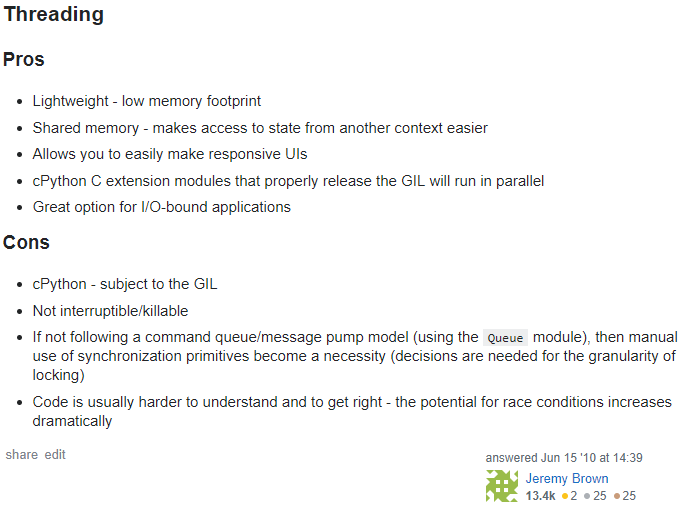 Threading
Pros
Lightweight - low memory footprint
Shared memory - makes access to state from another context easier
Allows you to easily make responsive UIs
cPython C extension modules that properly release the GIL will run in parallel
Great option for I/O-bound applications
Cons
cPython - subject to the GIL
Not interruptible/killable
If not following a command queue/message pump model (using the Queue module), then manual
use of synchronization primitives become a necessity (decisions are needed for the granularity of
locking)
Code is usually harder to understand and to get right - the potential for race conditions increases
dramatically
share edit
answered Jun 15 '10 at 14:39
Jeremy Brown
13.4k ●2 ●25 ●25